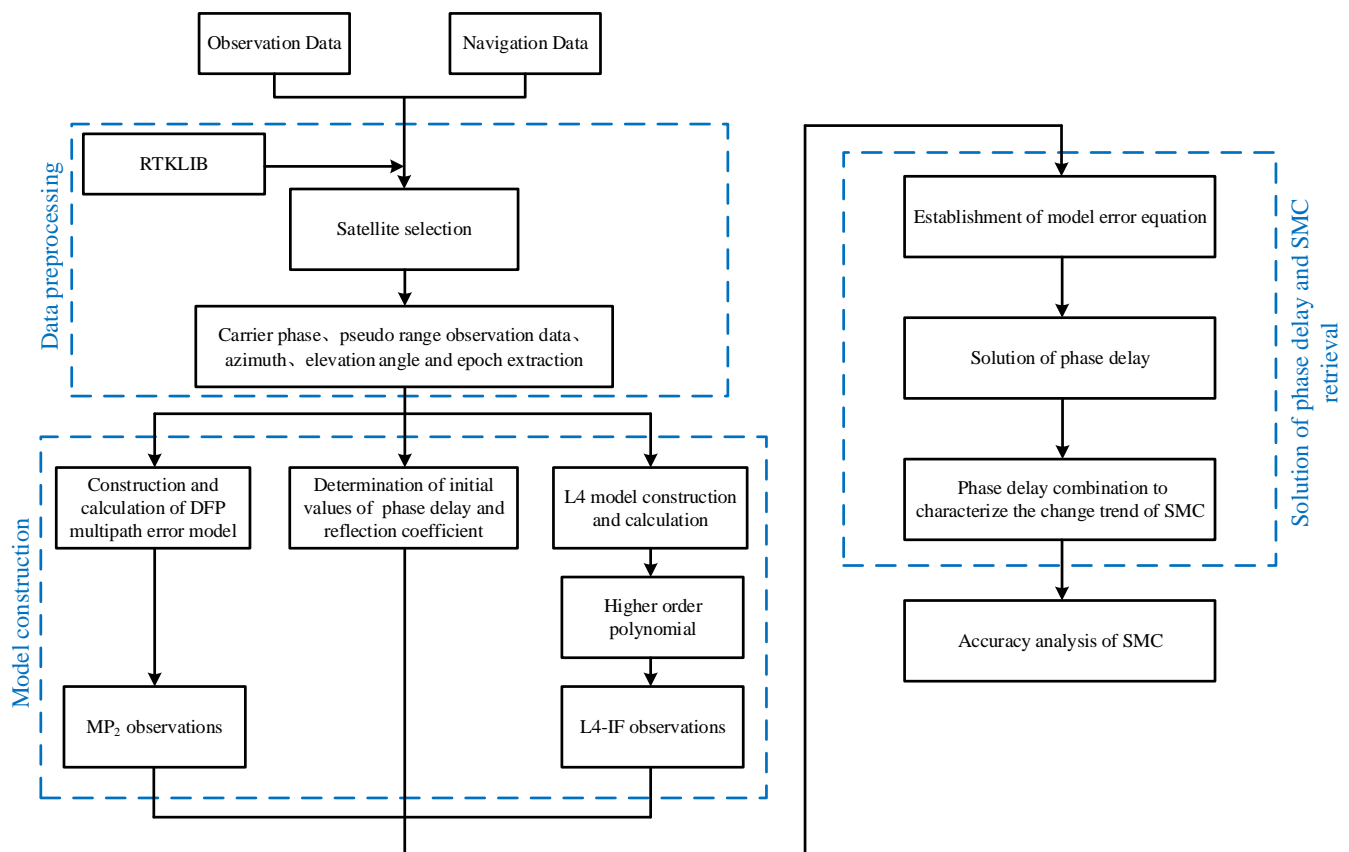 Observation Data
Navigation Data
Data preprocessing
RTKLIB
Satellite selection
Carrier phase、pseudo range observation data、
azimuth、elevation angle and epoch extraction
Model construction
Construction and
calculation of DFP
multipath error model
Determination of initial
values of phase delay and
reflection coefficient
L4 model construction
and calculation
Higher order
polynomial
MP₂ observations
L4-IF observations
Establishment of model error equation
Solution of phase delay
Phase delay combination to
characterize the change trend of SMC
Solution of phase delay and SMC
retrieval
Accuracy analysis of SMC